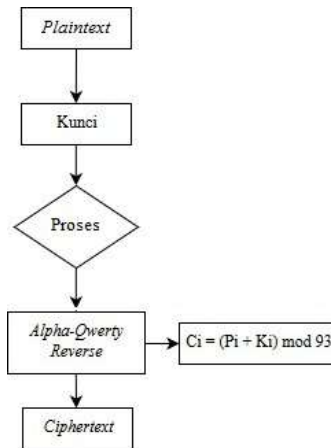 Plaintext
Kunci
Proses
Alpha-Qwerty
Reverse
Ci = (Pi + Ki) mod 93
Ciphertext